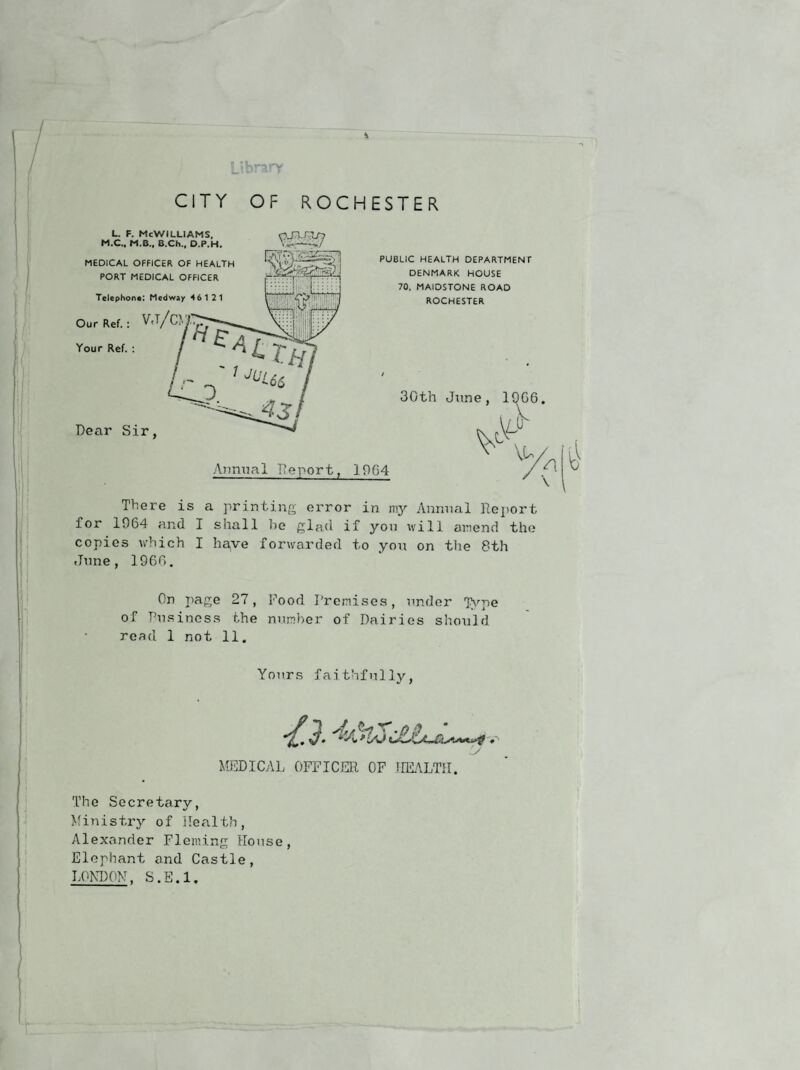 Library
CITY OF ROCHESTER
L. F. McWILLIAMS,
M.C., M.B., B.Ch., D.P.H.
MEDICAL OFFICER OF HEALTH
PORT MEDICAL OFFICER
Telephone: Medway 46121
PUBLIC HEALTH DEPARTMENT
DENMARK HOUSE
70, MAIDSTONE ROAD
ROCHESTER
Our Ref. :
Your Ref. :
HEALTH
1 JUL66
43
30th June, 1966.
Dear Sir,
Annual Report, 1964
There is a printing error in my Annual Report
for 1964 and I shall be glad if you will amend the
copies which I have forwarded to you on the 8th
June, 1966.
On page 27, Food Premises, under Type
of Business the number of Dairies should
read 1 not 11.
Yours faithfully,
MEDICAL OFFICER OF HEALTH.
The Secretary,
Ministry of Health,
Alexander Fleming House,
Elephant and Castle,
LONDON, S.E.1.